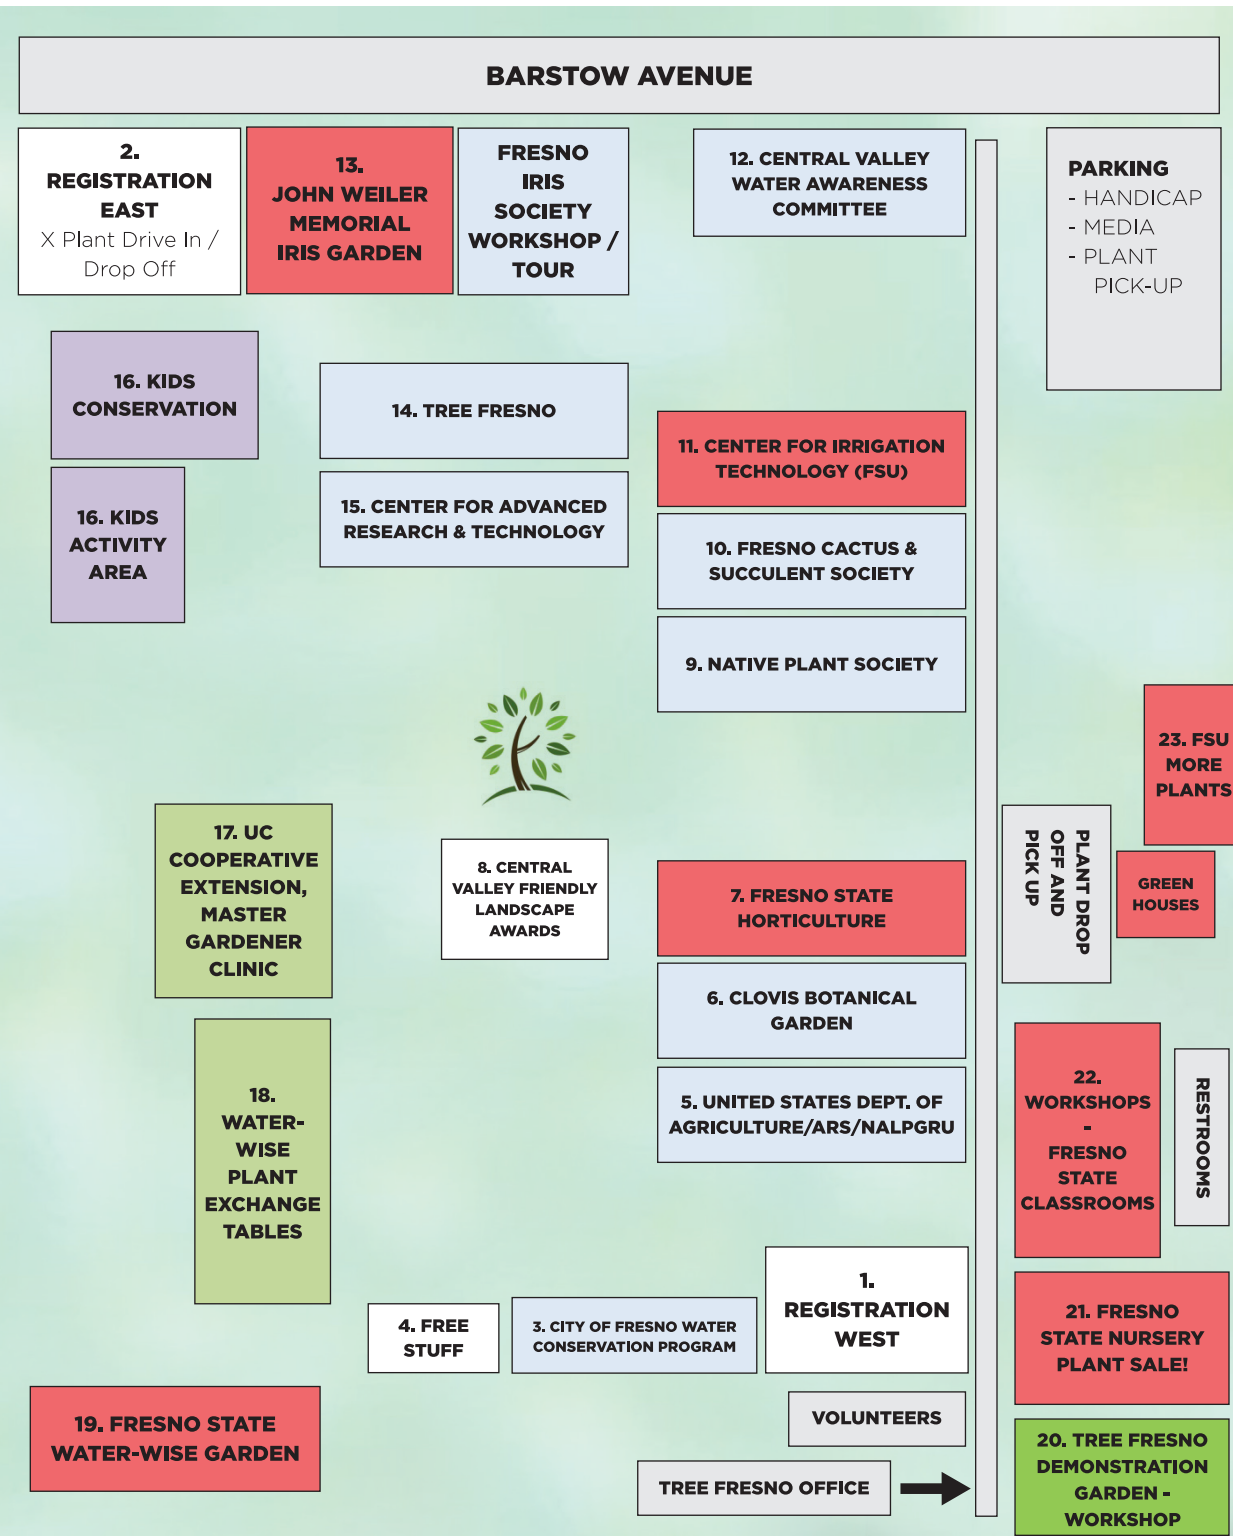 BARSTOW AVENUE
2.
REGISTRATION
EAST
X Plant Drive In /
Drop Off
13.
JOHN WEILER
MEMORIAL
IRIS GARDEN
FRESNO
IRIS
SOCIETY
WORKSHOP /
TOUR
12. CENTRAL VALLEY
WATER AWARENESS
COMMITTEE
PARKING
- HANDICAP
- MEDIA
- PLANT
PICK-UP
16. KIDS
CONSERVATION
14. TREE FRESNO
11. CENTER FOR IRRIGATION
TECHNOLOGY (FSU)
16. KIDS
ACTIVITY
AREA
15. CENTER FOR ADVANCED
RESEARCH & TECHNOLOGY
10. FRESNO CACTUS &
SUCCULENT SOCIETY
9. NATIVE PLANT SOCIETY
23. FSU
MORE
PLANTS
17. UC
COOPERATIVE
EXTENSION,
MASTER
GARDENER
CLINIC
8. CENTRAL
VALLEY FRIENDLY
LANDSCAPE
AWARDS
7. FRESNO STATE
HORTICULTURE
PLANT DROP
OFF AND
PICK UP
GREEN
HOUSES
6. CLOVIS BOTANICAL
GARDEN
18.
WATER-
WISE
PLANT
EXCHANGE
TABLES
5. UNITED STATES DEPT. OF
AGRICULTURE/ARS/NALPGRU
22.
WORKSHOPS
-
FRESNO
STATE
CLASSROOMS
RESTROOMS
4. FREE
STUFF
3. CITY OF FRESNO WATER
CONSERVATION PROGRAM
1.
REGISTRATION
WEST
21. FRESNO
STATE NURSERY
PLANT SALE!
19. FRESNO STATE
WATER-WISE GARDEN
VOLUNTEERS
TREE FRESNO OFFICE
20. TREE FRESNO
DEMONSTRATION
GARDEN -
WORKSHOP